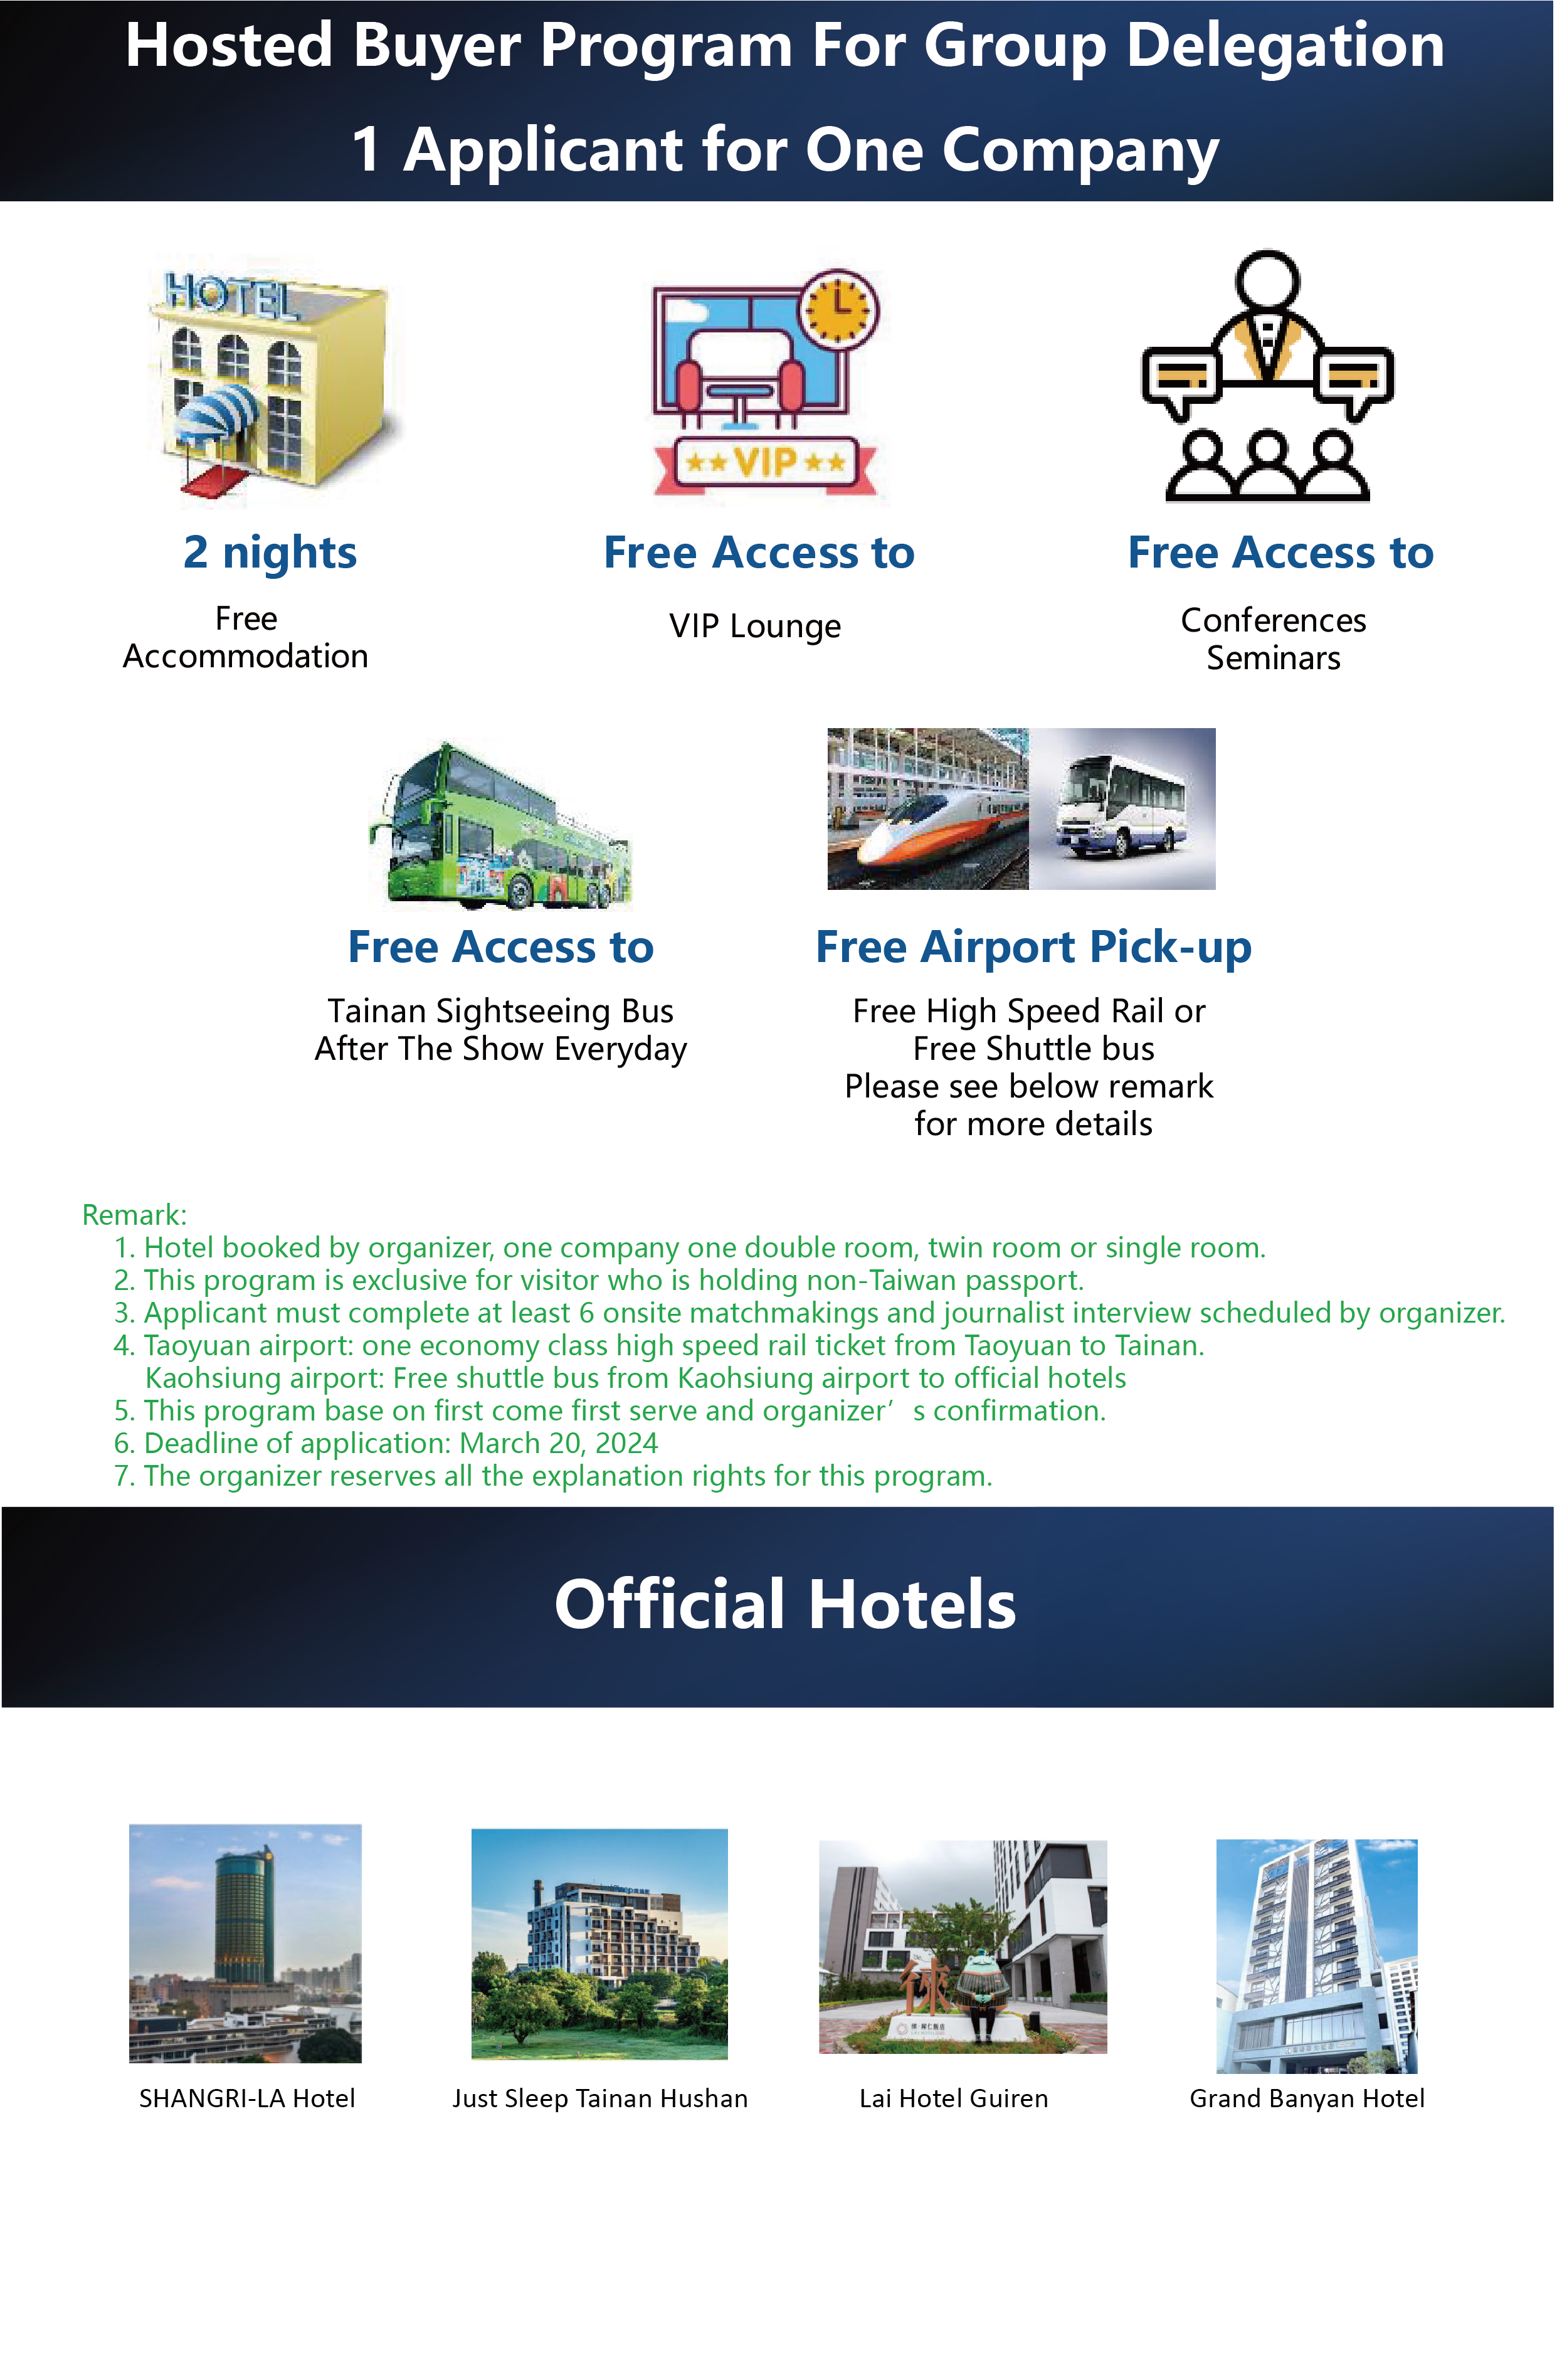 Hosted Buyer Program For Group Delegation
1 Applicant for One Company
HOTEL
VIP
2 nights
Free
Accommodation
Free Access to
VIP Lounge
Free Access to
Conferences
Seminars
Free Access to
Tainan Sightseeing Bus
After The Show Everyday
Free Airport Pick-up
Free High Speed Rail or
Free Shuttle bus
Please see below remark
for more details
Remark:
1. Hotel booked by organizer, one company one double room, twin room or single room.
2. This program is exclusive for visitor who is holding non-Taiwan passport.
3. Applicant must complete at least 6 onsite matchmakings and journalist interview scheduled by organizer.
4. Taoyuan airport: one economy class high speed rail ticket from Taoyuan to Tainan.
Kaohsiung airport: Free shuttle bus from Kaohsiung airport to official hotels
5. This program base on first come first serve and organizer’s confirmation.
6. Deadline of application: March 20, 2024
7. The organizer reserves all the explanation rights for this program.
Official Hotels
徠
SHANGRI-LA Hotel
Just Sleep Tainan Hushan
Lai Hotel Guiren
Grand Banyan Hotel